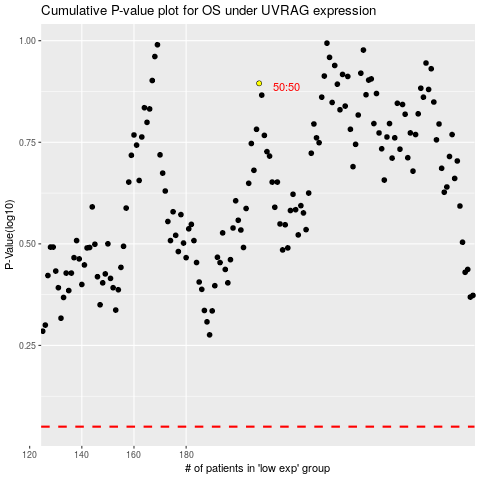 Cumulative P-value plot for OS under UVRAG expression
P-Value(log10)
1.00
0.75
0.50
0.25
50:50
120 140 160 180
# of patients in 'low exp' group